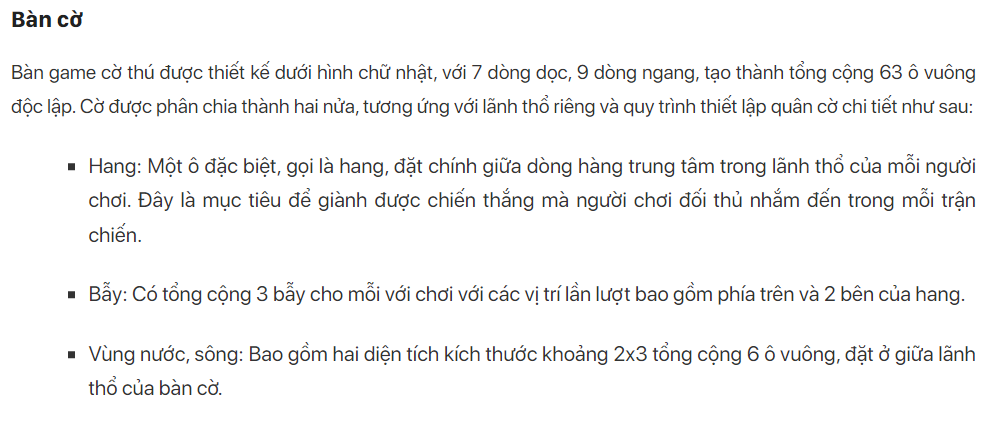 Bàn cờ
Bàn game cờ thú được thiết kế dưới hình chữ nhật, với 7 dòng dọc, 9 dòng ngang, tạo thành tổng cộng 63 ô vuông
độc lập. Cờ được phân chia thành hai nửa, tương ứng với lãnh thổ riêng và quy trình thiết lập quân cờ chi tiết như sau:
▪ Hang: Một ô đặc biệt, gọi là hang, đặt chính giữa dòng hàng trung tâm trong lãnh thổ của mỗi người
chơi. Đây là mục tiêu để giành được chiến thắng mà người chơi đối thủ nhắm đến trong mỗi trận
chiến.
▪ Bẫy: Có tổng cộng 3 bẫy cho mỗi với chơi với các vị trí lần lượt bao gồm phía trên và 2 bên của hang.
▪ Vùng nước, sông: Bao gồm hai diện tích kích thước khoảng 2x3 tổng cộng 6 ô vuông, đặt ở giữa lãnh
thổ của bàn cờ.